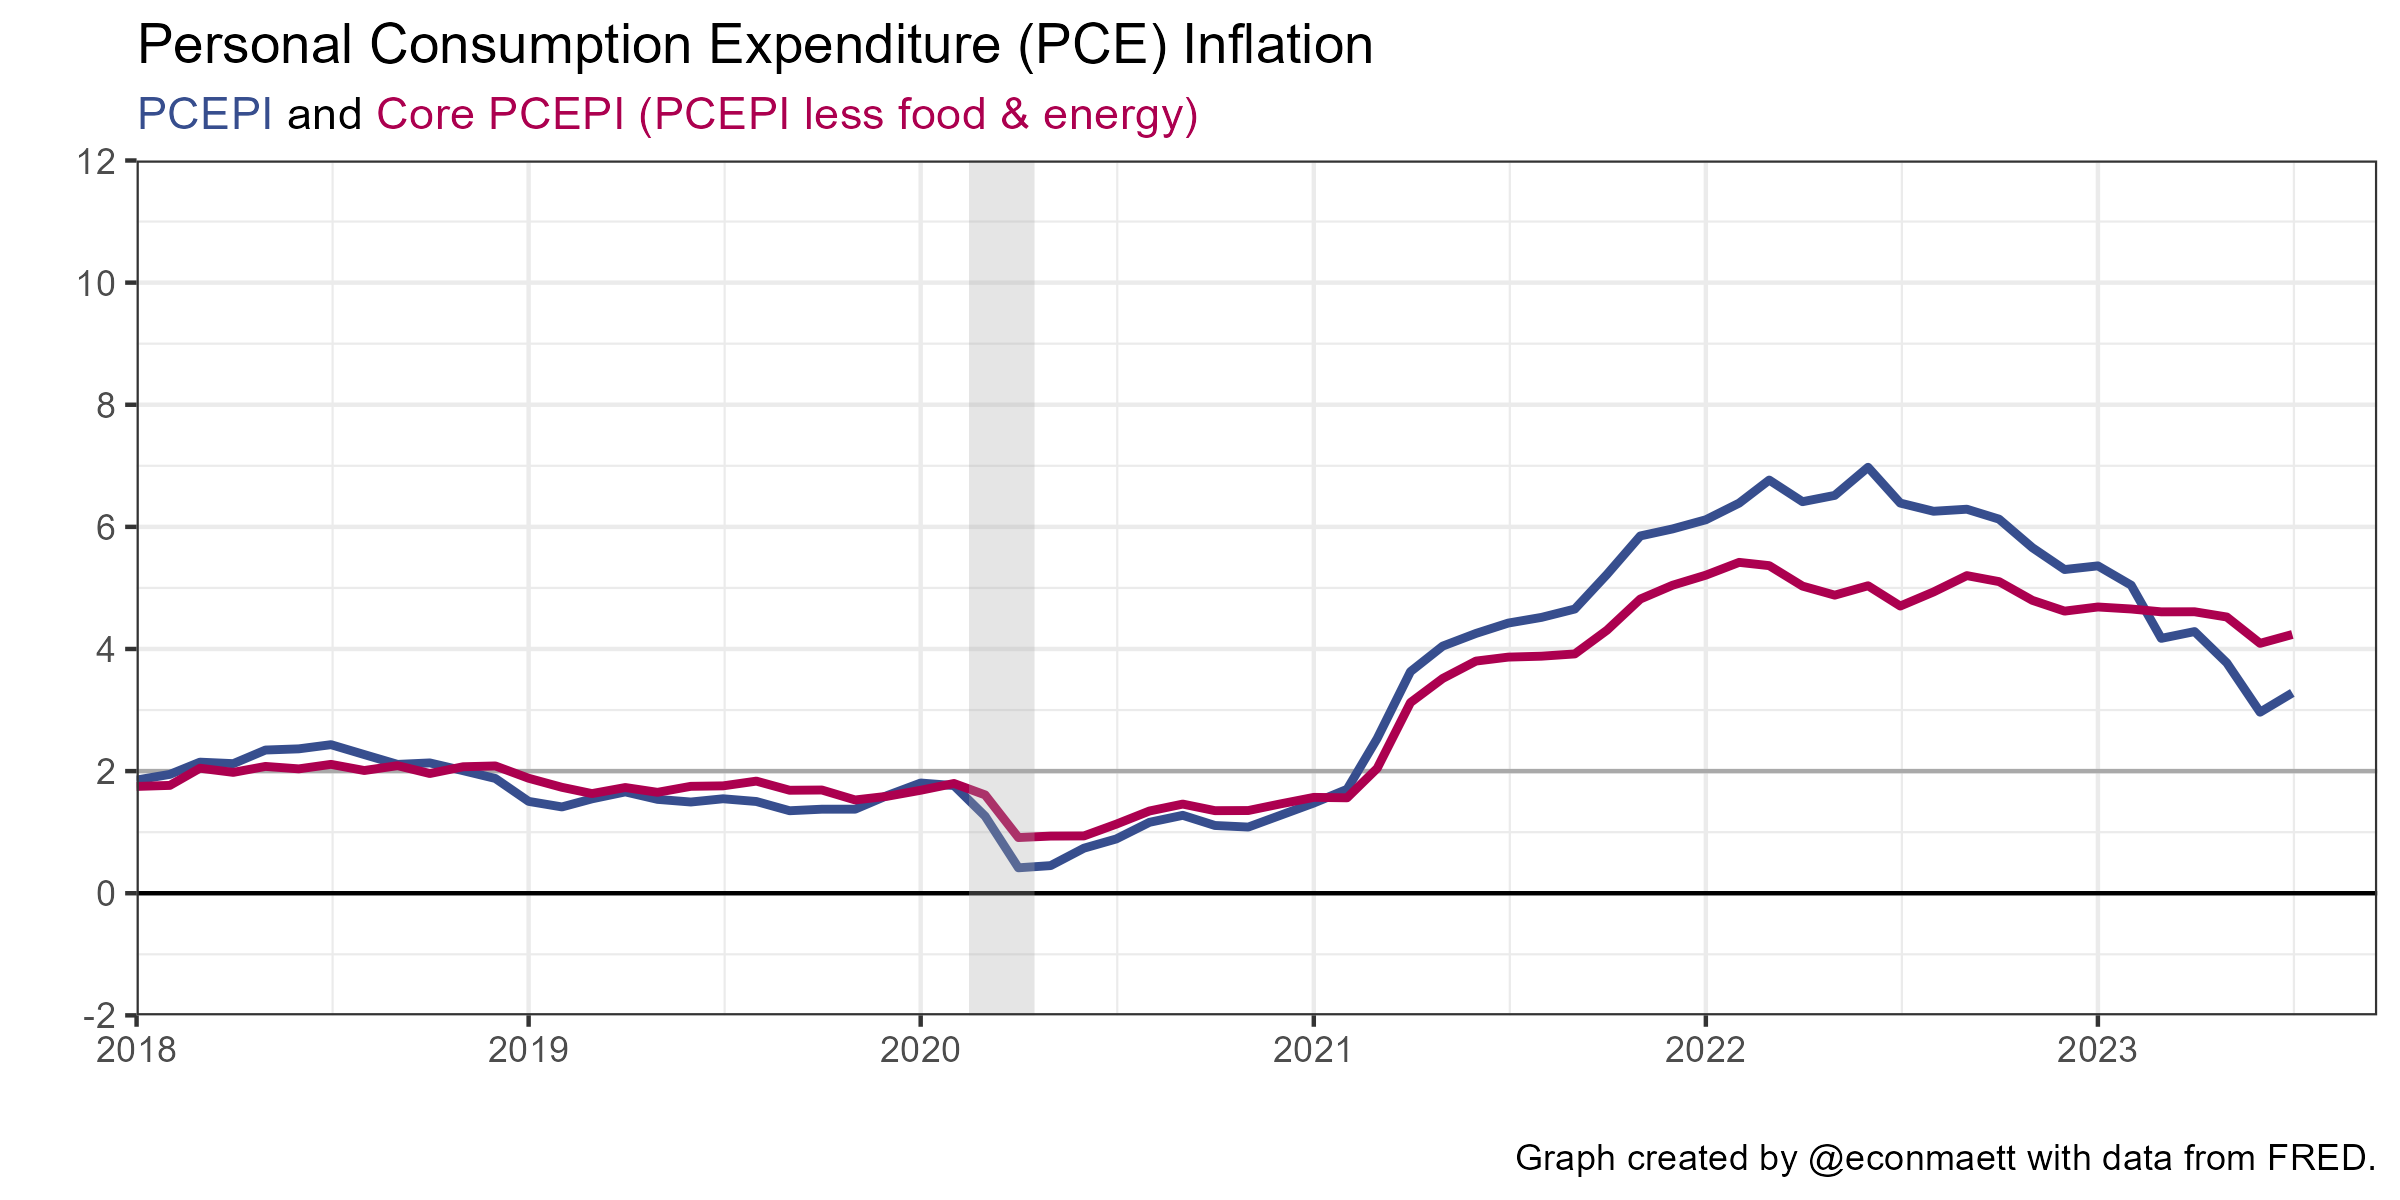 Personal Consumption Expenditure (PCE) Inflation
PCEPI and Core PCEPI (PCEPI less food & energy)
12
10
8
6
4
2
0
-2
2018 2019 2020 2021 2022 2023
Graph created by @econmaett with data from FRED.